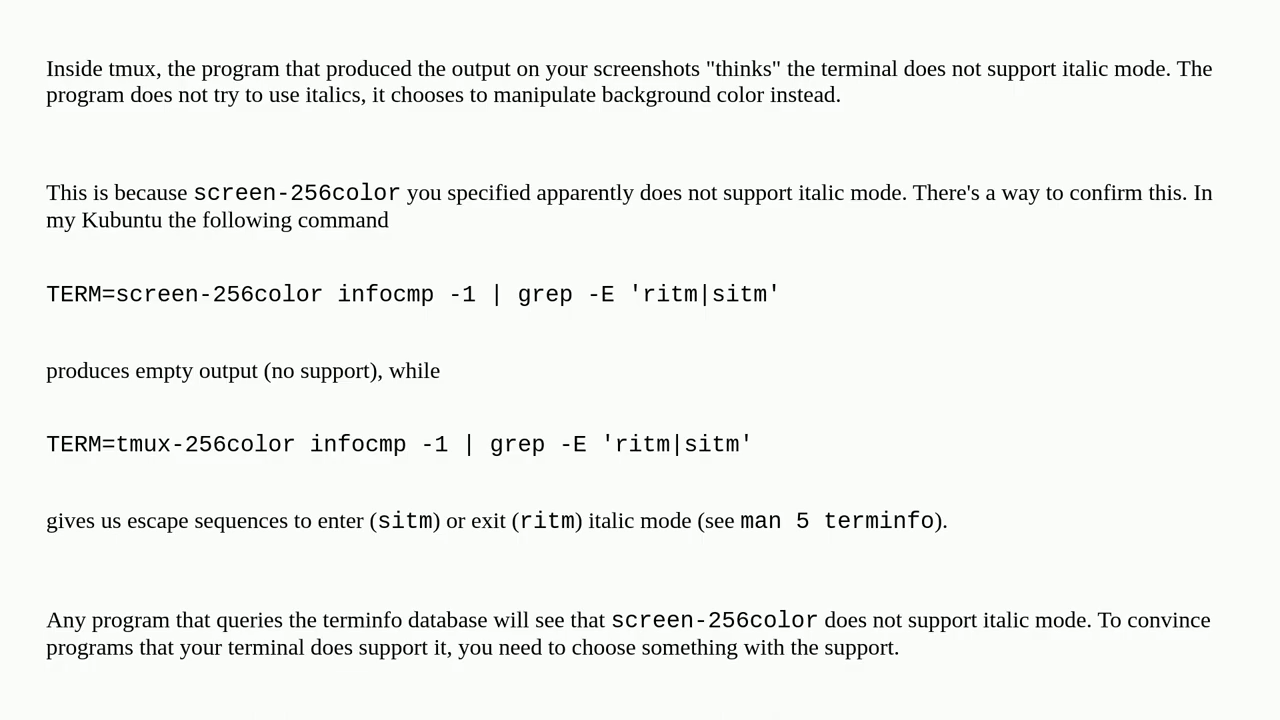 Inside tmux, the program that produced the output on your screenshots "thinks" the terminal does not support italic mode. The
program does not try to use italics, it chooses to manipulate background color instead.
This is because screen-256color you specified apparently does not support italic mode. There's a way to confirm this. In
my Kubuntu the following command
TERM=screen-256color infocmp -1 | grep -E 'ritm|sitm'
produces empty output (no support), while
TERM=tmux-256color infocmp -1 | grep -E 'ritm|sitm'
gives us escape sequences to enter (sitm) or exit (ritm) italic mode (see man 5 terminfo).
Any program that queries the terminfo database will see that screen-256color does not support italic mode. To convince
programs that your terminal does support it, you need to choose something with the support.